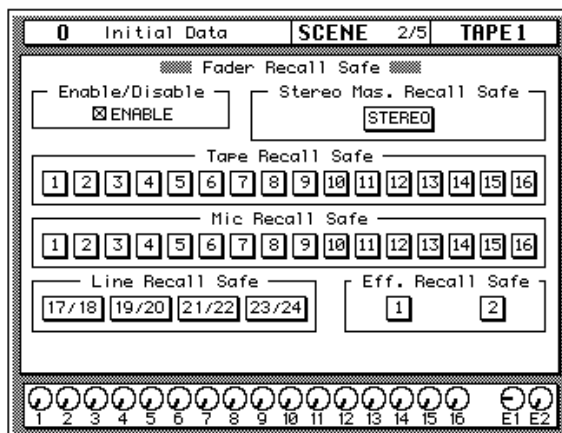 0 Initial Data SCENE 2/5 TAPE1
Fader Recall Safe
Enable/Disable Stereo Mas. Recall Safe
ENABLE STEREO
Tape Recall Safe
1 2 3 4 5 6 7 8 9 10 11 12 13 14 15 16
Mic Recall Safe
1 2 3 4 5 6 7 8 9 10 11 12 13 14 15 16
Line Recall Safe Eff. Recall Safe
17/18 19/20 21/22 23/24 1 2
1 2 3 4 5 6 7 8 9 10 11 12 13 14 15 16 E1 E2